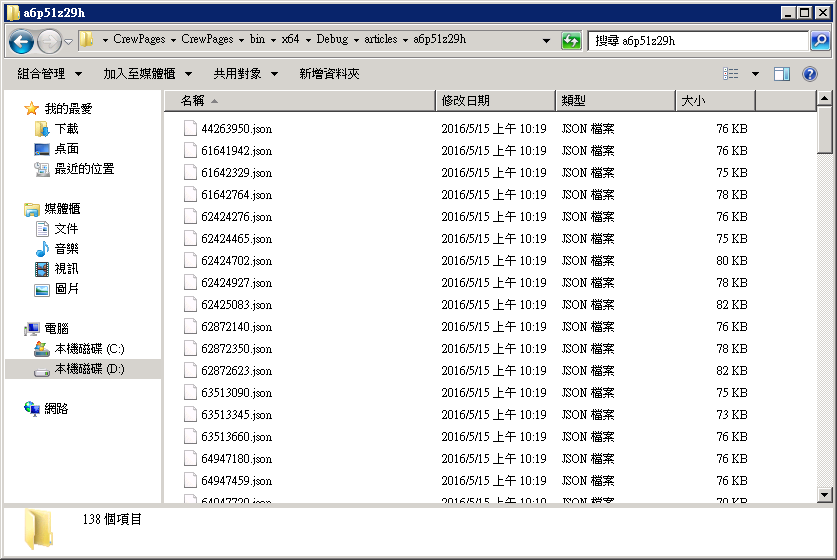 a6p51z29h
CrewPages CrewPages bin x64 Debug articles a6p51z29h 搜尋 a6p51z29h
組合管理 加入至媒體櫃 共用對象 新增資料夾
我的最愛
下載
桌面
最近的位置
媒體櫃
文件
音樂
視訊
圖片
電腦
本機磁碟 (C:)
本機磁碟 (D:)
網路
名稱 修改日期 類型 大小
44263950.json 2016/5/15 上午 10:19 JSON 檔案 76 KB
61641942.json 2016/5/15 上午 10:19 JSON 檔案 76 KB
61642329.json 2016/5/15 上午 10:19 JSON 檔案 75 KB
61642764.json 2016/5/15 上午 10:19 JSON 檔案 78 KB
62424276.json 2016/5/15 上午 10:19 JSON 檔案 76 KB
62424465.json 2016/5/15 上午 10:19 JSON 檔案 75 KB
62424702.json 2016/5/15 上午 10:19 JSON 檔案 80 KB
62424927.json 2016/5/15 上午 10:19 JSON 檔案 78 KB
62425083.json 2016/5/15 上午 10:19 JSON 檔案 82 KB
62872140.json 2016/5/15 上午 10:19 JSON 檔案 76 KB
62872350.json 2016/5/15 上午 10:19 JSON 檔案 78 KB
62872623.json 2016/5/15 上午 10:19 JSON 檔案 82 KB
63513090.json 2016/5/15 上午 10:19 JSON 檔案 75 KB
63513345.json 2016/5/15 上午 10:19 JSON 檔案 73 KB
63513660.json 2016/5/15 上午 10:19 JSON 檔案 76 KB
64947180.json 2016/5/15 上午 10:19 JSON 檔案 76 KB
64947459.json 2016/5/15 上午 10:19 JSON 檔案 76 KB
138 個項目